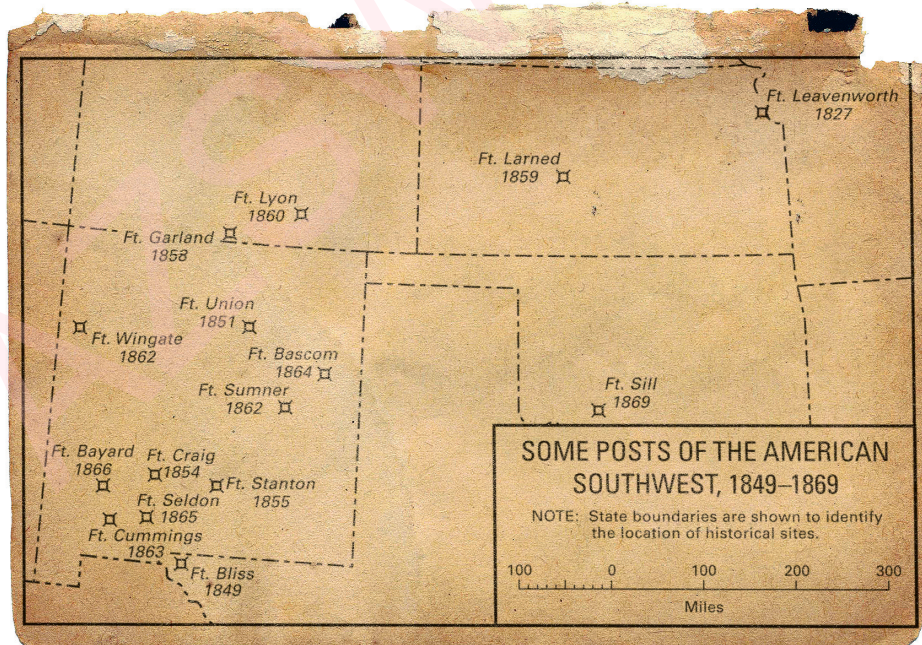 Ft. Leavenworth
1827
Ft. Larned
1859
Ft. Lyon
1860
Ft. Garland
1858
Ft. Union
1851
Ft. Wingate
1862
Ft. Bascom
1864
Ft. Sumner
1862
Ft. Sill
1869
Ft. Bayard
1866
Ft. Craig
1854
Ft. Stanton
1855
Ft. Seldon
1865
Ft. Cummings
1863
Ft. Bliss
1849
SOME POSTS OF THE AMERICAN
SOUTHWEST, 1849–1869
NOTE: State boundaries are shown to identify
the location of historical sites.
100 0 100 200 300
Miles